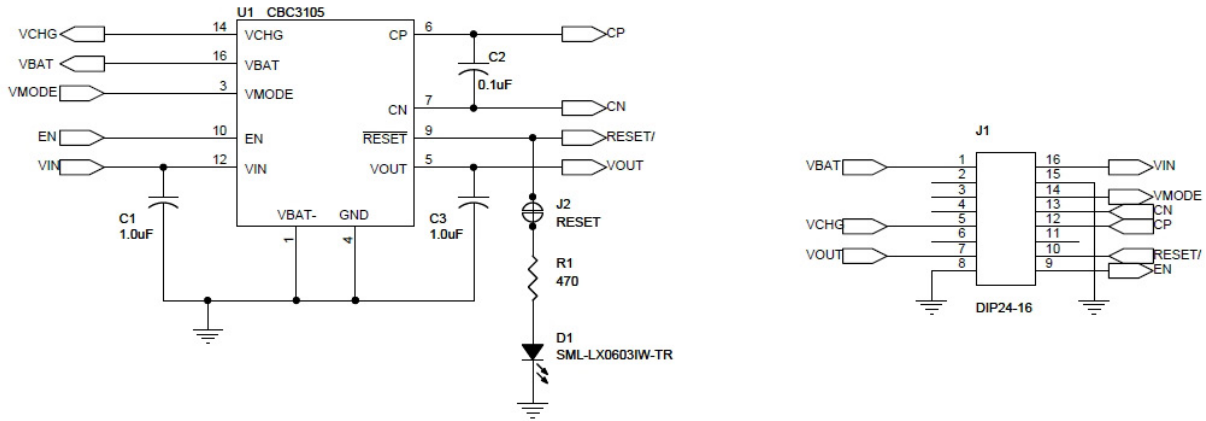 U1 CBC3105
VCHG 14 VCHG CP 6 CP
VBAT 16 VBAT
C2
0.1uF
VMODE 3 VMODE
CN 7 CN
EN 10 EN RESET 9 RESET/
VIN 12 VIN VOUT 5 VOUT
C1
1.0uF
VBAT- GND
1 4
C3
1.0uF
J2
RESET
R1
470
D1
SML-LX0603IW-TR
J1
VBAT 1 16 VIN
2 15
3 14 VMODE
4 13 CN
VCHG 5 12 CP
6 11
VOUT 7 10 RESET/
8 9 EN
DIP24-16